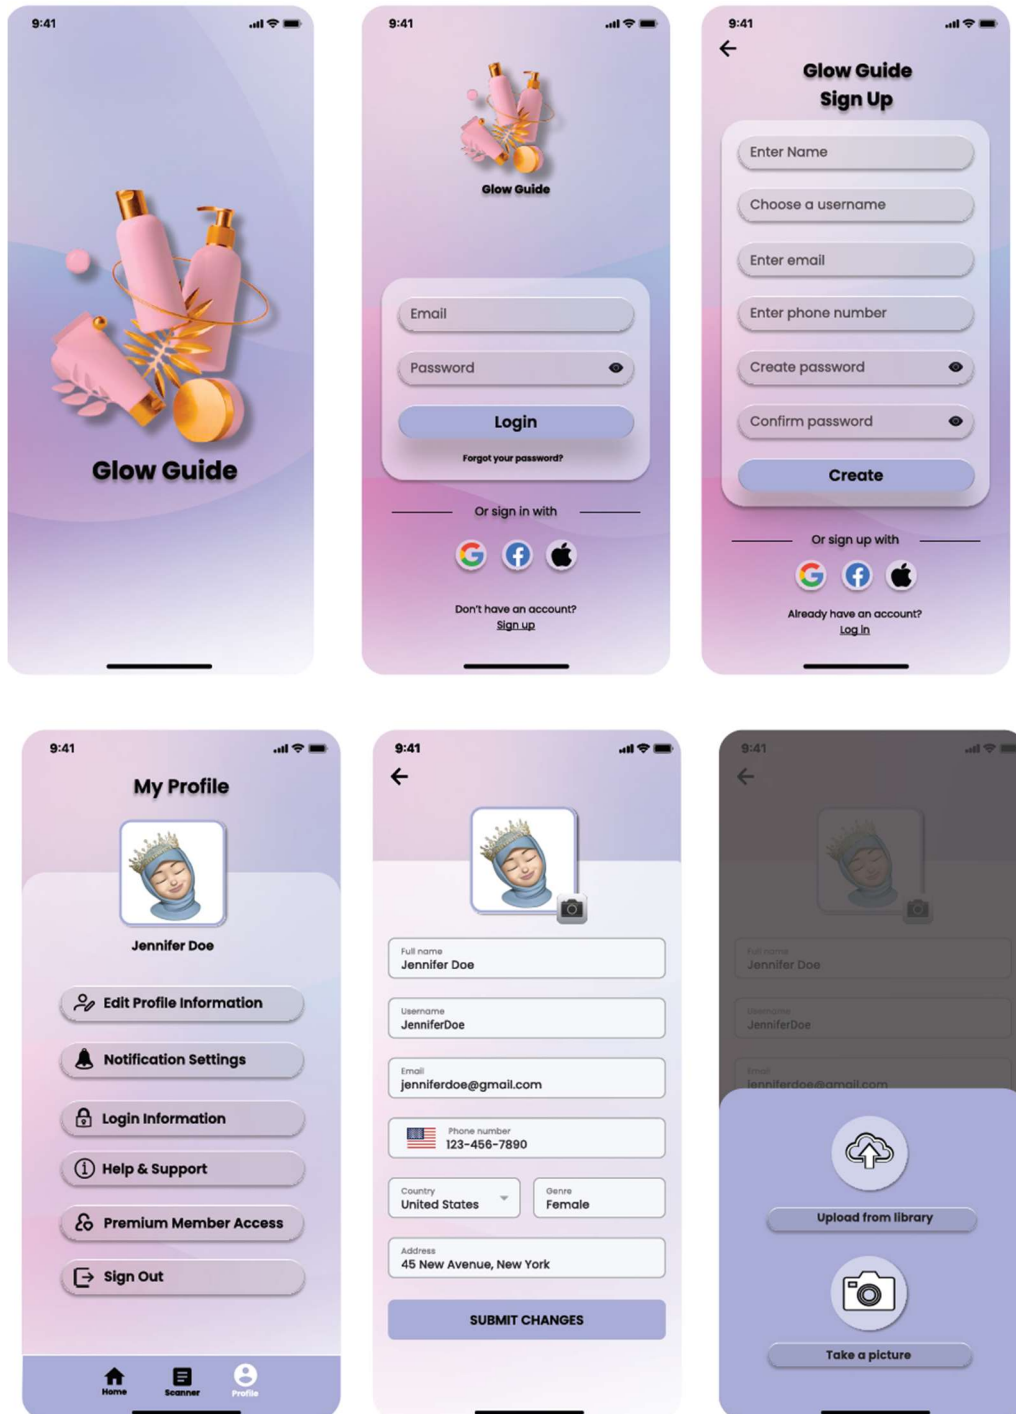 9:41
Glow Guide
9:41
Glow Guide
Email
Password
Login
Forgot your password?
Or sign in with
Don't have an account?
Sign up
9:41
Glow Guide
Sign Up
Enter Name
Choose a username
Enter email
Enter phone number
Create password
Confirm password
Create
Or sign up with
Already have an account?
Log in
9:41
My Profile
Jennifer Doe
Edit Profile Information
Notification Settings
Login Information
Help & Support
Premium Member Access
Sign Out
Home
Scanner
Profile
9:41
Full name
Jennifer Doe
Username
JenniferDoe
Email
jenniferdoe@gmail.com
Phone number
123-456-7890
Country
United States
Genre
Female
Address
45 New Avenue, New York
SUBMIT CHANGES
9:41
Full name
Jennifer Doe
Username
JenniferDoe
Email
jenniferdoe@gmail.com
Upload from library
Take a picture